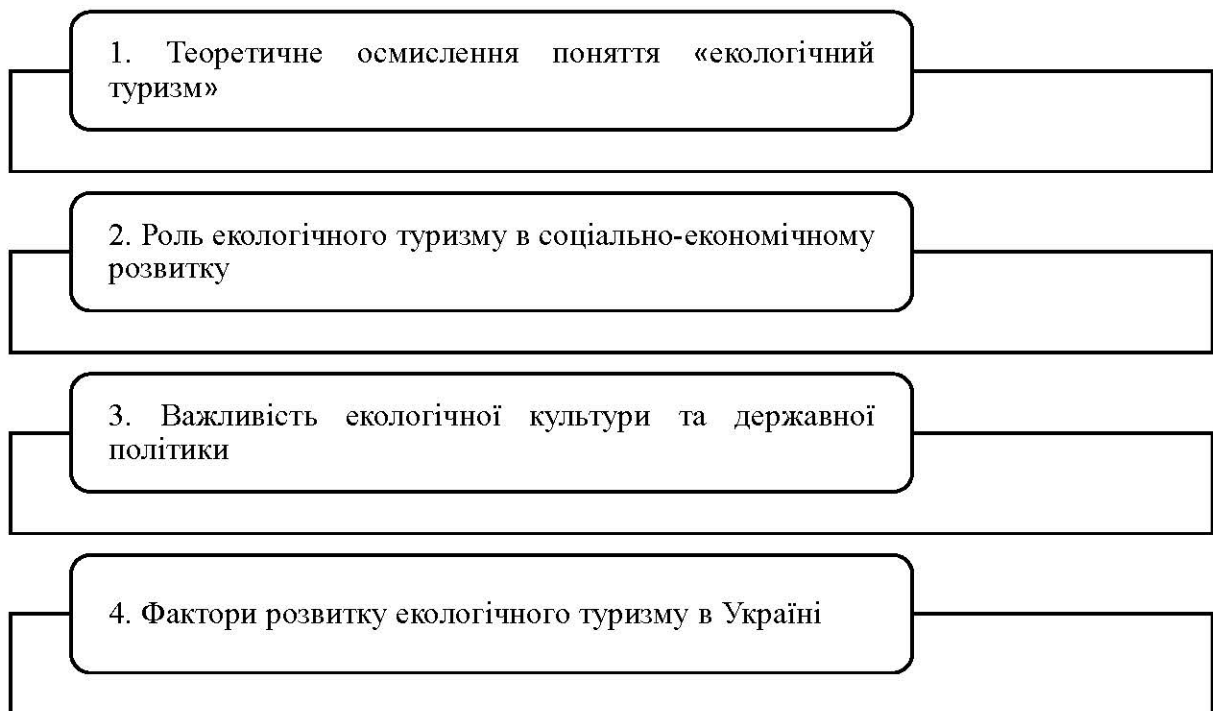 1. Теоретичне осмислення поняття «екологічний
туризм»
2. Роль екологічного туризму в соціально-економічному
розвитку
3. Важливість екологічної культури та державної
політики
4. Фактори розвитку екологічного туризму в Україні